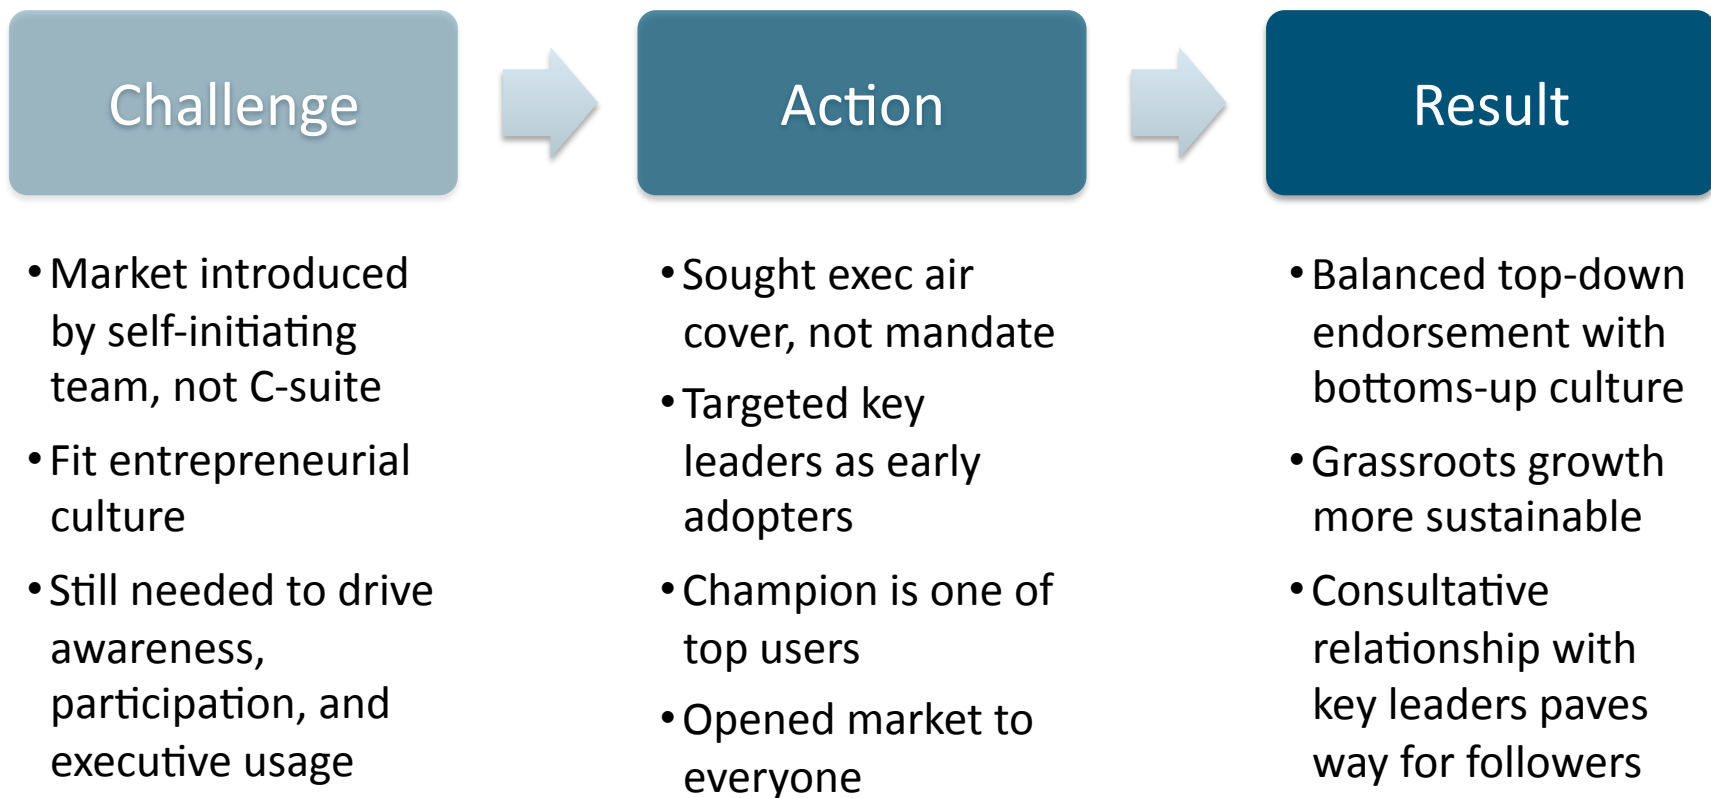 Challenge
Action
Result
•Market introduced
by self-initiating
team, not C-suite
•Fit entrepreneurial
culture
•Still needed to drive
awareness,
participation, and
executive usage
•Sought exec air
cover, not mandate
•Targeted key
leaders as early
adopters
•Champion is one of
top users
•Opened market to
everyone
•Balanced top-down
endorsement with
bottoms-up culture
•Grassroots growth
more sustainable
•Consultative
relationship with
key leaders paves
way for followers